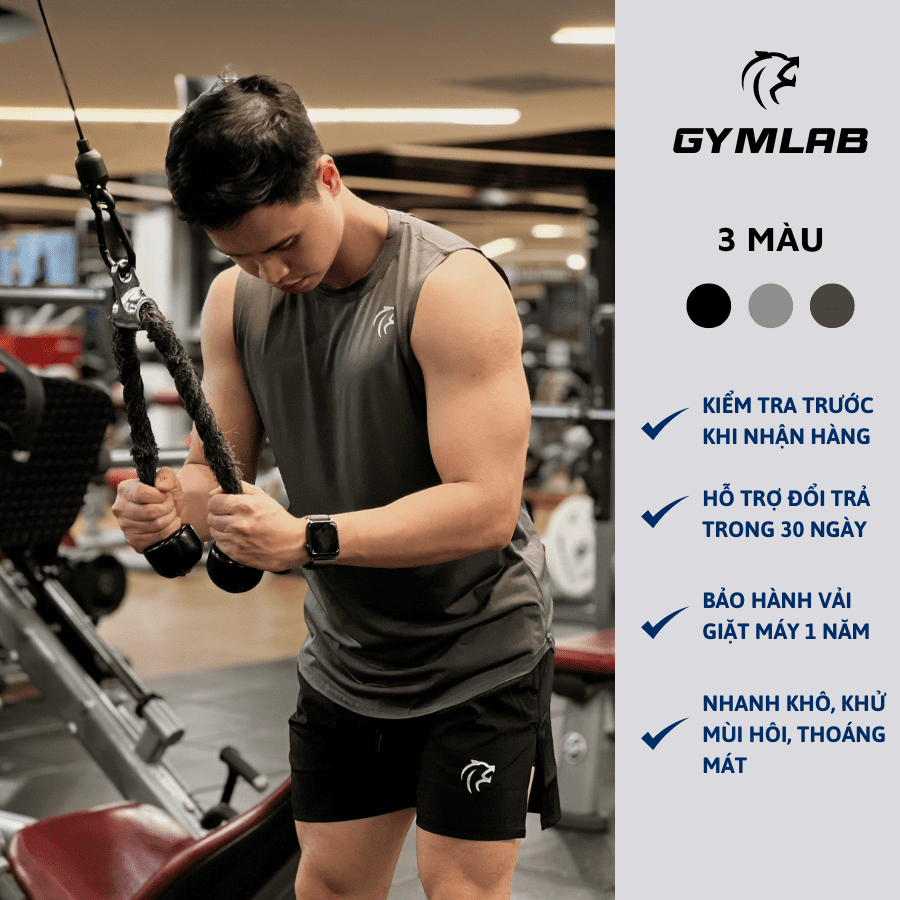 GYMLAB
3 MÀU
KIỂM TRA TRƯỚC
KHI NHẬN HÀNG
HỖ TRỢ ĐỔI TRẢ
TRONG 30 NGÀY
BẢO HÀNH VẢI
GIẶT MÁY 1 NĂM
NHANH KHÔ, KHỬ
MÙI HÔI, THOÁNG
MÁT